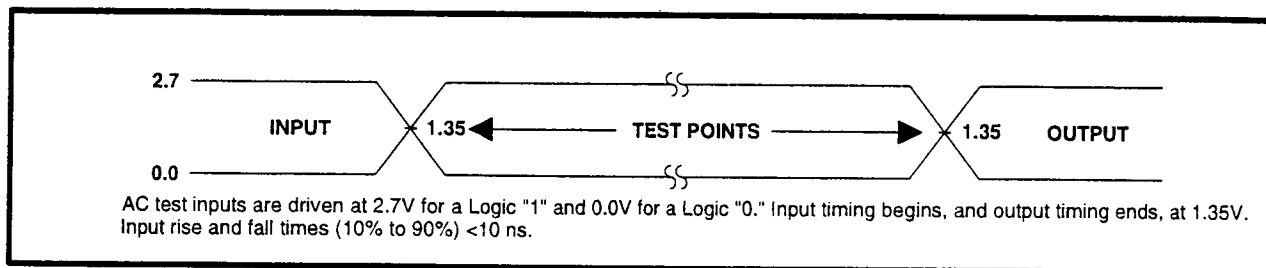 2.7
INPUT 1.35 TEST POINTS 1.35 OUTPUT
0.0
AC test inputs are driven at 2.7V for a Logic "1" and 0.0V for a Logic "0." Input timing begins, and output timing ends, at 1.35V.
Input rise and fall times (10% to 90%) <10 ns.